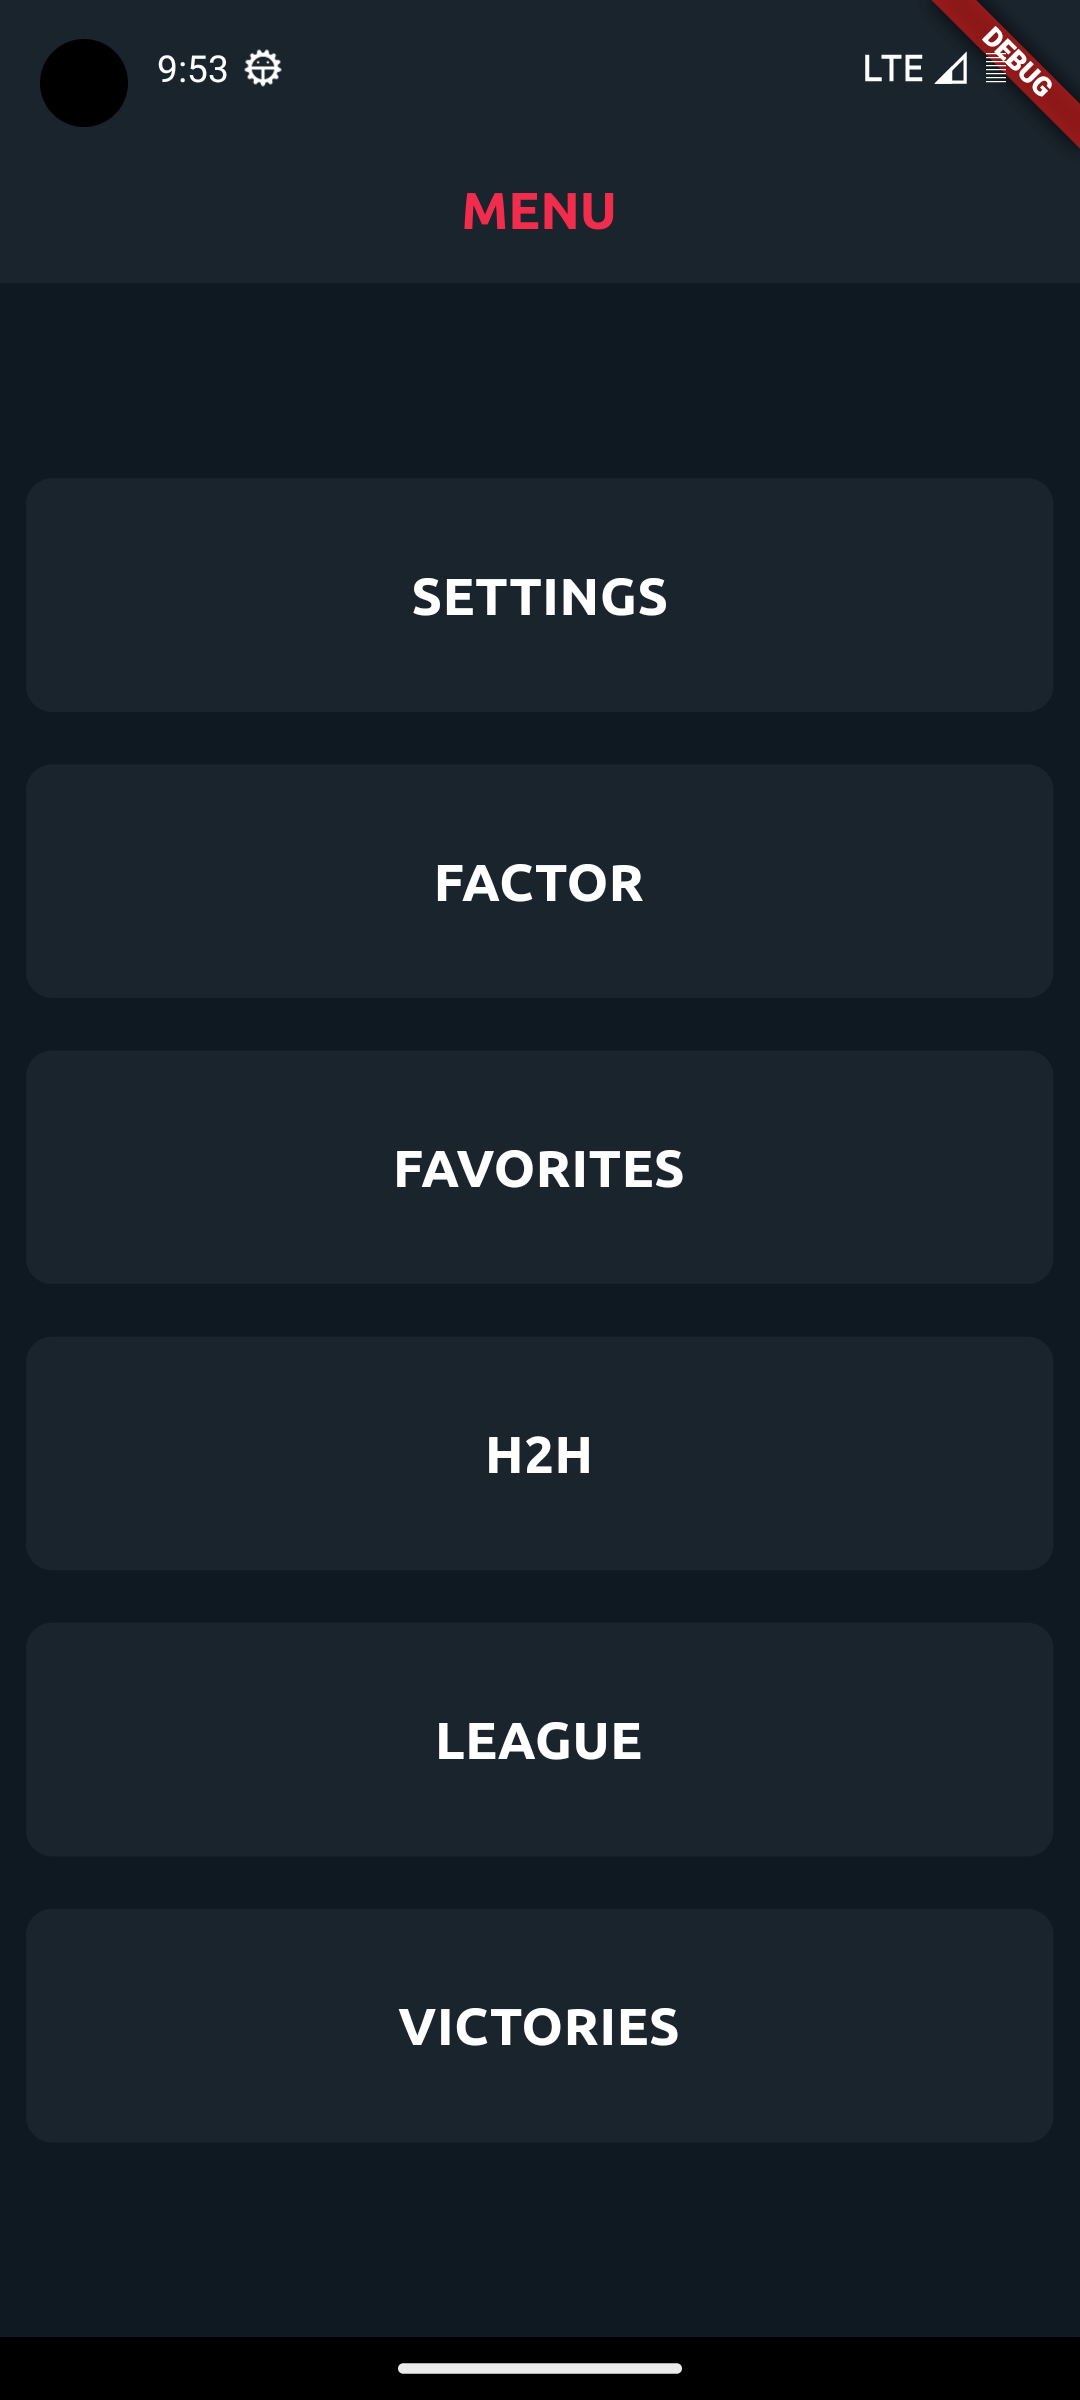 9:53
LTE
DEBUG
MENU
SETTINGS
FACTOR
FAVORITES
H2H
LEAGUE
VICTORIES